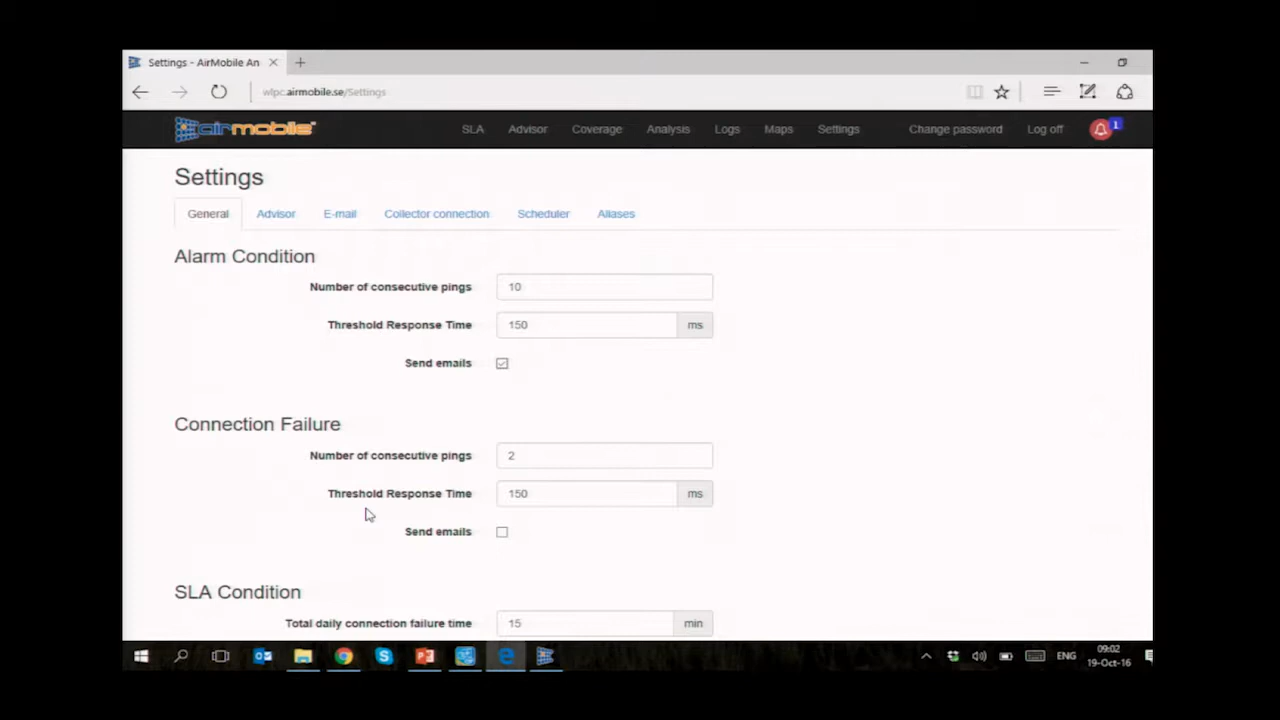 Settings - AirMobile An
wlpc.airmobile.se/Settings
airmobile
SLA Advisor Coverage Analysis Logs Maps Settings Change password Log off 1
Settings
General Advisor E-mail Collector connection Scheduler Aliases
Alarm Condition
Number of consecutive pings 10
Threshold Response Time 150 ms
Send emails
Connection Failure
Number of consecutive pings 2
Threshold Response Time 150 ms
Send emails
SLA Condition
Total daily connection failure time 15 min
ENG 09:02
19-Oct-16